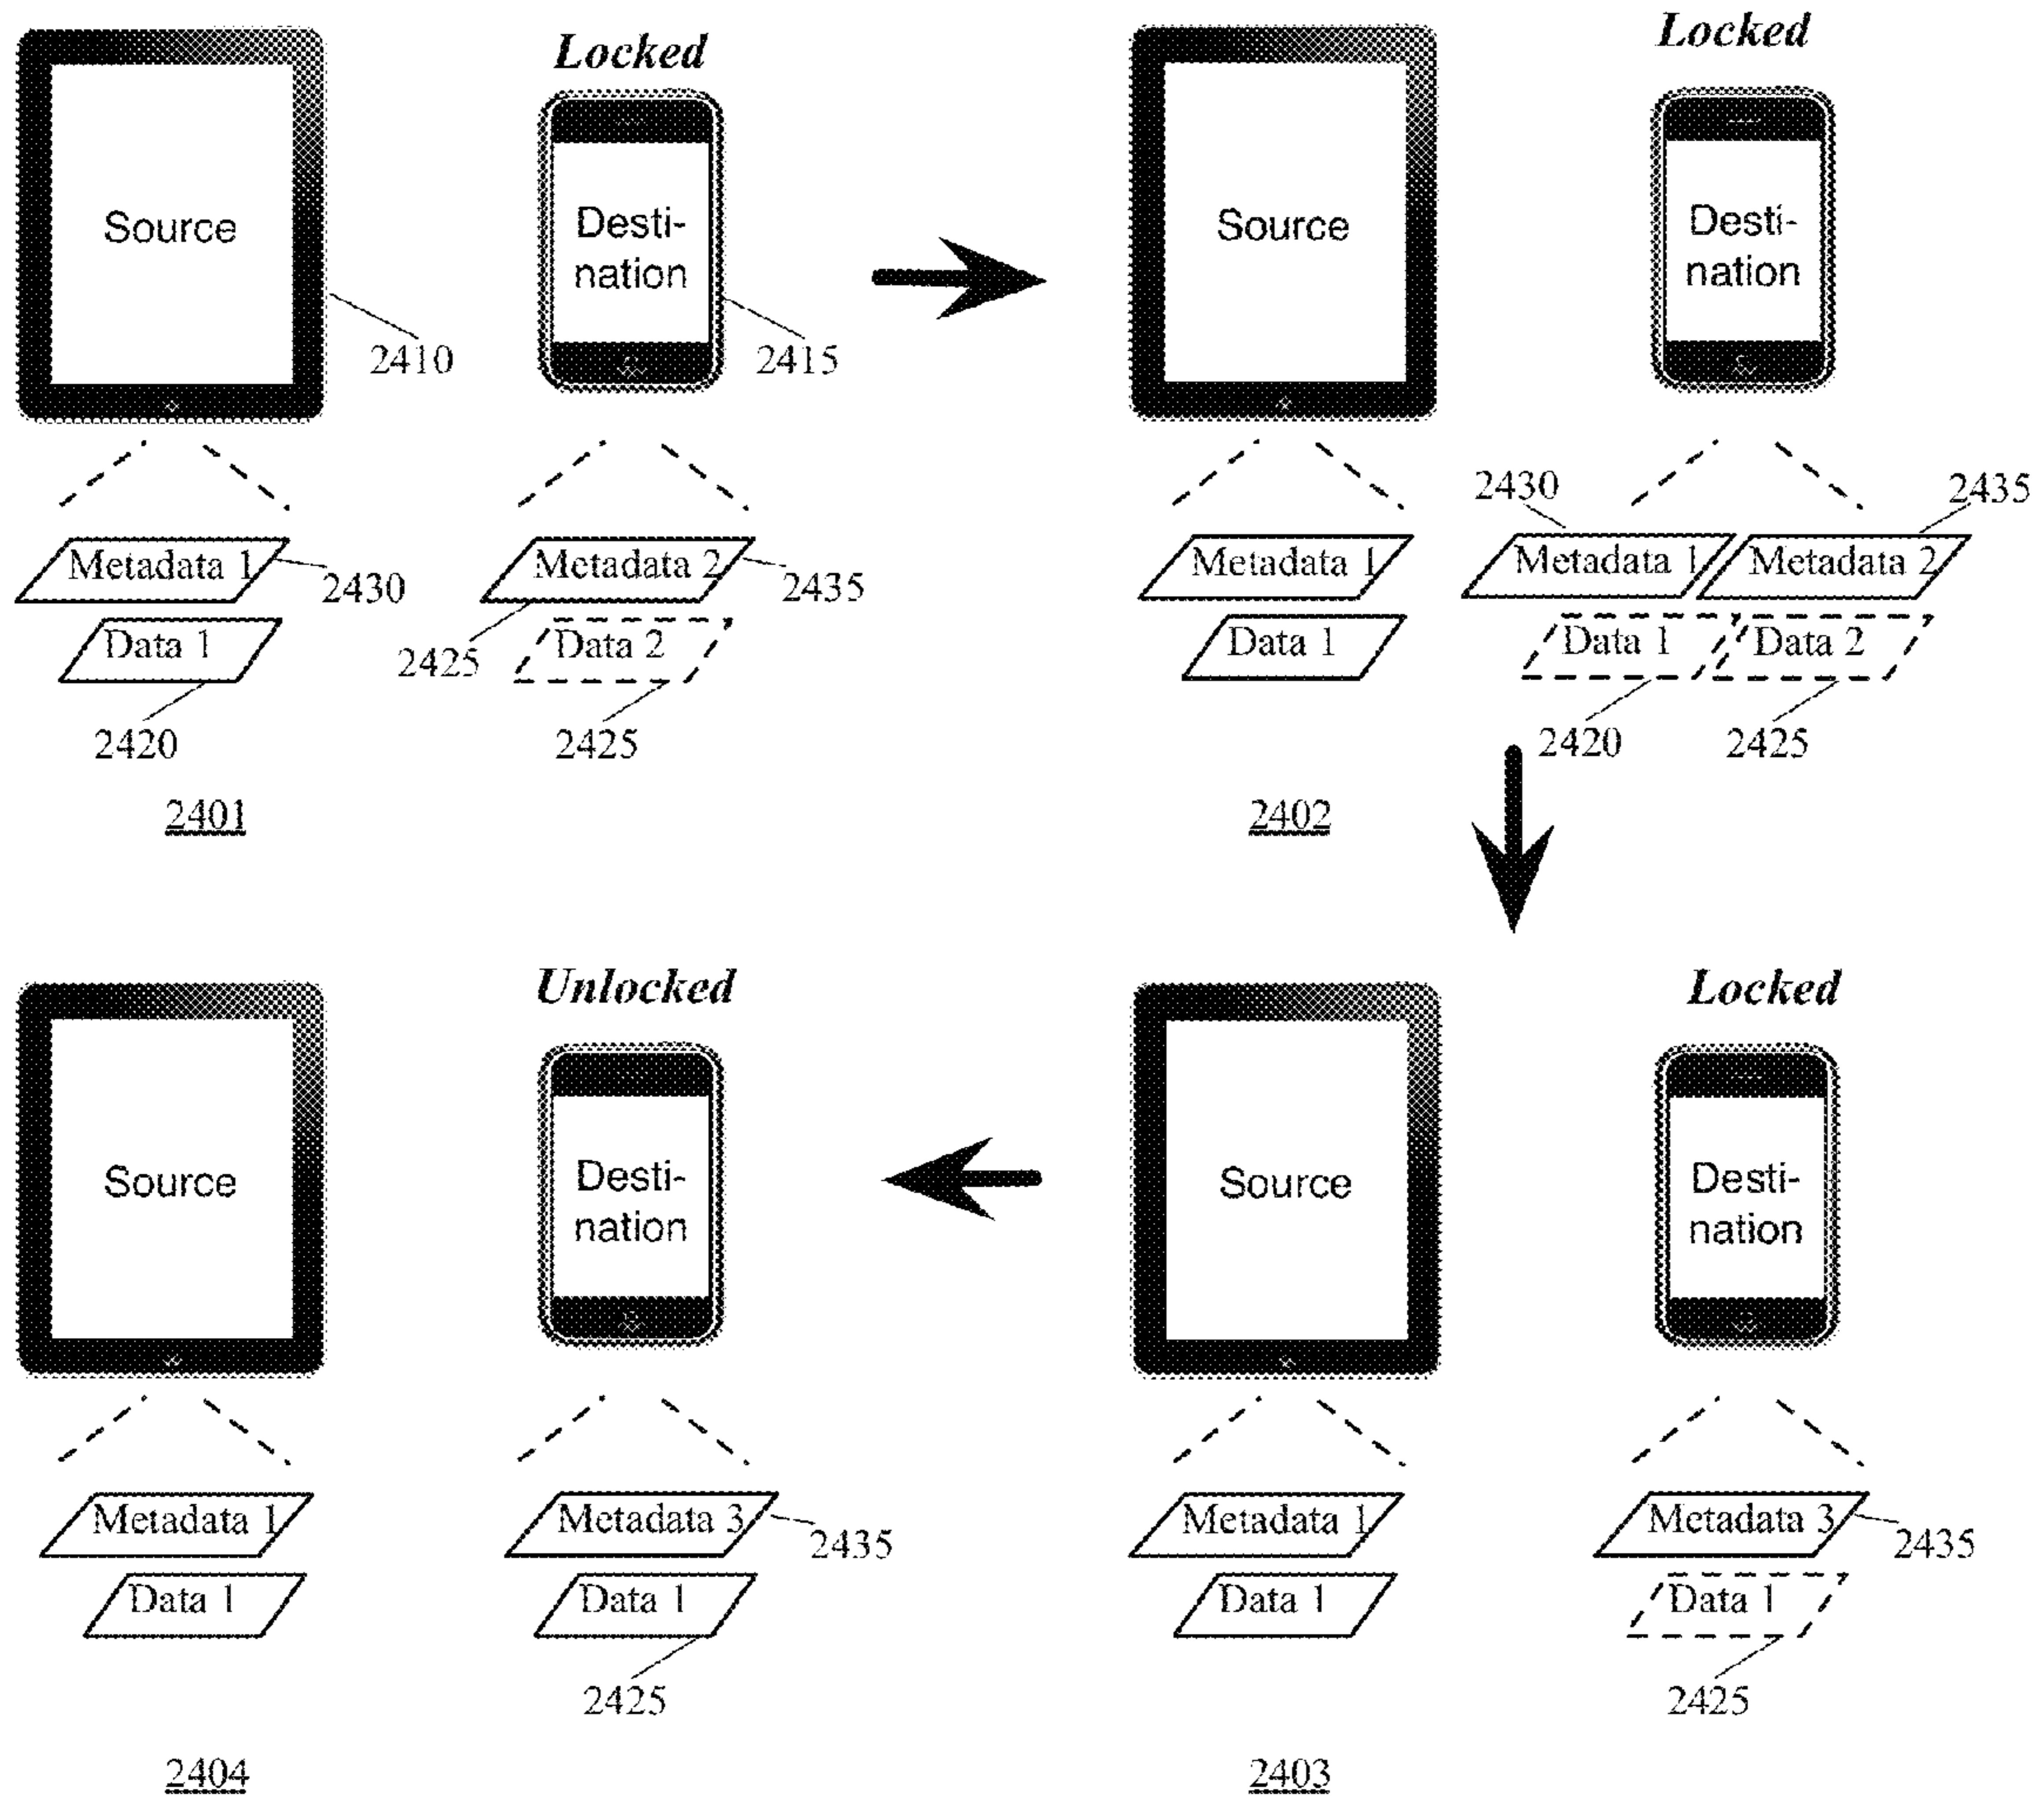 Locked
Source
Desti-
nation
2410
2415
Metadata 1
2430
Metadata 2
2435
Data 1
2425
Data 2
2420
2425
2401
Locked
Source
Desti-
nation
2430
2435
Metadata 1
Metadata 1
Metadata 2
Data 1
Data 1
Data 2
2420
2425
2402
Unlocked
Source
Desti-
nation
Metadata 1
Metadata 3
2435
Data 1
Data 1
2425
2404
Locked
Source
Desti-
nation
Metadata 1
Metadata 3
2435
Data 1
Data 1
2425
2403